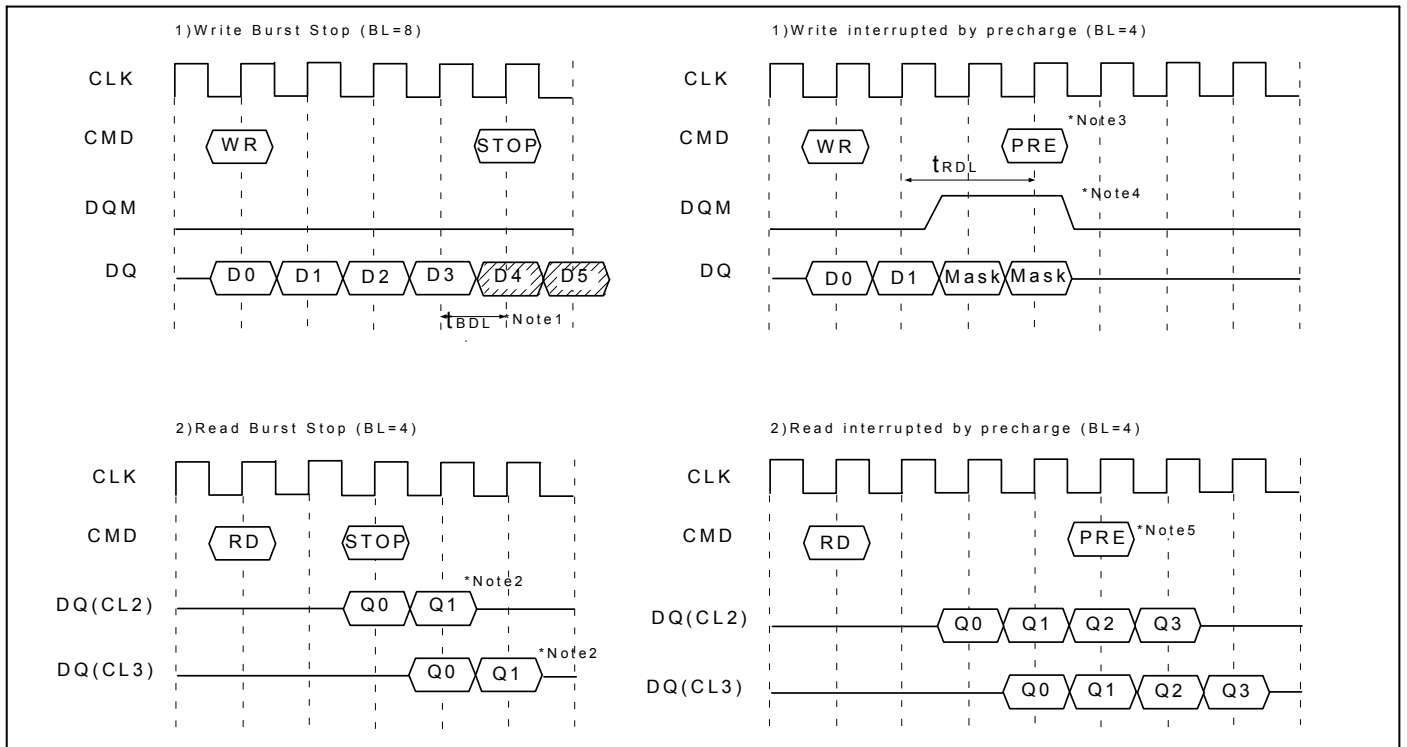 1)Write Burst Stop (BL=8)
CLK
CMD
WR
STOP
DQM
DQ
D0
D1
D2
D3
D4
D5
tBDL
*Note1
1)Write interrupted by precharge (BL=4)
CLK
CMD
WR
PRE
*Note3
tRDL
DQM
*Note4
DQ
D0
D1
Mask
Mask
2)Read Burst Stop (BL=4)
CLK
CMD
RD
STOP
DQ(CL2)
Q0
Q1
*Note2
DQ(CL3)
Q0
Q1
*Note2
2)Read interrupted by precharge (BL=4)
CLK
CMD
RD
PRE
*Note5
DQ(CL2)
Q0
Q1
Q2
Q3
DQ(CL3)
Q0
Q1
Q2
Q3